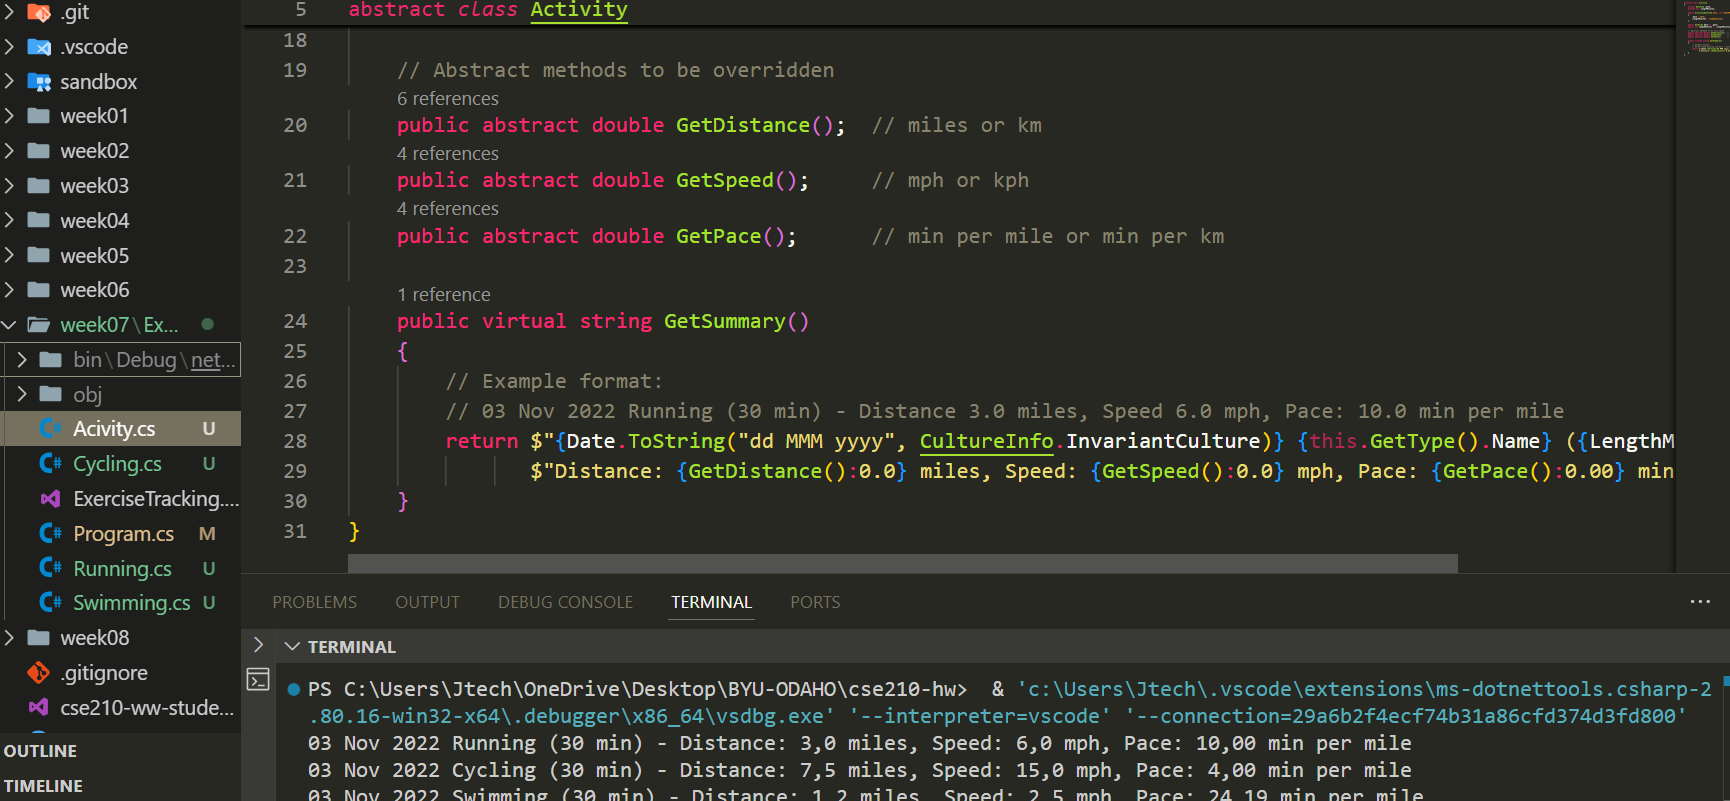 .git
.vscode
sandbox
week01
week02
week03
week04
week05
week06
week07\Ex...
bin\Debug\net...
obj
Acivity.cs U
Cycling.cs U
ExerciseTracking....
Program.cs M
Running.cs U
Swimming.cs U
week08
.gitignore
cse210-ww-stude...
OUTLINE
TIMELINE
5 abstract class Activity
18
19 // Abstract methods to be overridden
6 references
20 public abstract double GetDistance(); // miles or km
4 references
21 public abstract double GetSpeed(); // mph or kph
4 references
22 public abstract double GetPace(); // min per mile or min per km
23
1 reference
24 public virtual string GetSummary()
25 {
26 // Example format:
27 // 03 Nov 2022 Running (30 min) - Distance 3.0 miles, Speed 6.0 mph, Pace: 10.0 min per mile
28 return $"{Date.ToString("dd MMM yyyy", CultureInfo.InvariantCulture)} {this.GetType().Name} ({LengthM
29 $"Distance: {GetDistance():0.0} miles, Speed: {GetSpeed():0.0} mph, Pace: {GetPace():0.00} min
30 }
31 }
PROBLEMS OUTPUT DEBUG CONSOLE TERMINAL PORTS ...
TERMINAL
PS C:\Users\Jtech\OneDrive\Desktop\BYU-ODAHO\cse210-hw> & 'c:\Users\Jtech\.vscode\extensions\ms-dotnettools.csharp-2
.80.16-win32-x64\.debugger\x86_64\vsdbg.exe' '--interpreter=vscode' '--connection=29a6b2f4ecf74b31a86cfd374d3fd800'
03 Nov 2022 Running (30 min) - Distance: 3,0 miles, Speed: 6,0 mph, Pace: 10,00 min per mile
03 Nov 2022 Cycling (30 min) - Distance: 7,5 miles, Speed: 15,0 mph, Pace: 4,00 min per mile
03 Nov 2022 Swimming (30 min) - Distance: 1,2 miles, Speed: 2,5 mph, Pace: 24,19 min per mile